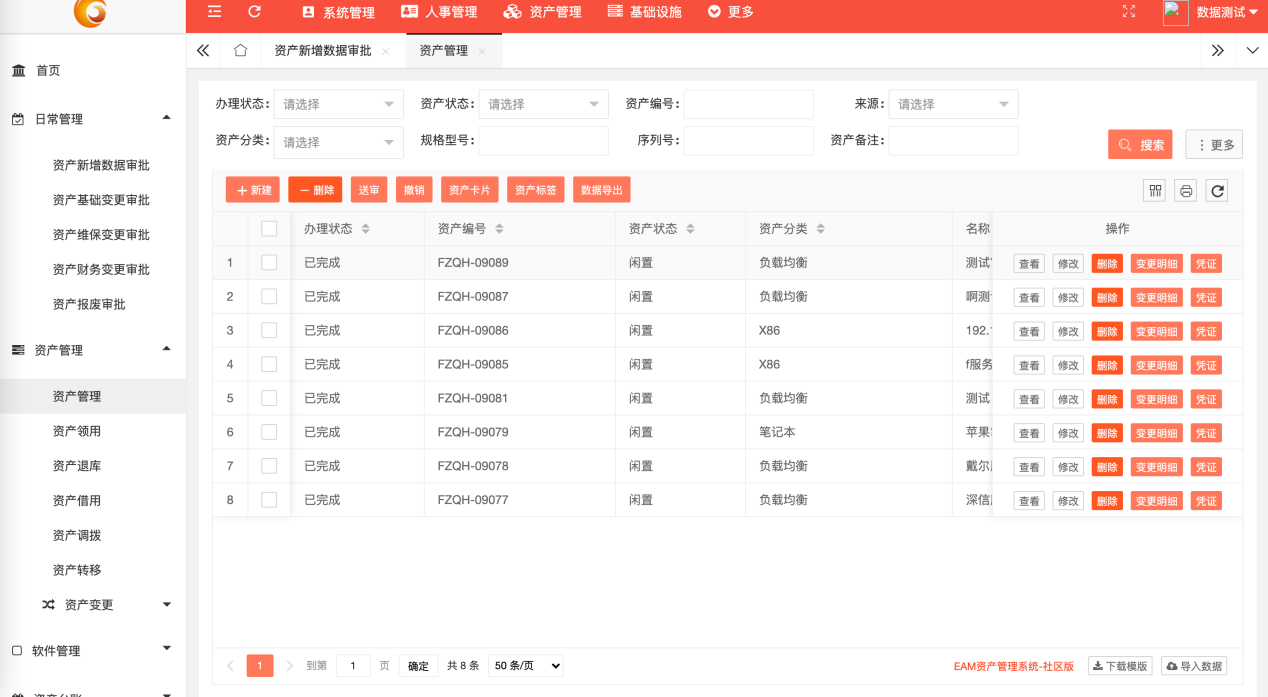 系统管理 人事管理 资产管理 基础设施 更多 数据测试
资产新增数据审批 资产管理
首页
日常管理
资产新增数据审批
资产基础变更审批
资产维保变更审批
资产财务变更审批
资产报废审批
资产管理
资产管理
资产领用
资产退库
资产借用
资产调拨
资产转移
资产变更
软件管理
办理状态: 请选择 资产状态: 请选择 资产编号: 来源: 请选择
资产分类: 请选择 规格型号: 序列号: 资产备注: 搜索 更多
新建 删除 送审 撤销 资产卡片 资产标签 数据导出
办理状态 资产编号 资产状态 资产分类 名称 操作
1 已完成 FZQH-09089 闲置 负载均衡 测试 查看 修改 删除 变更明细 凭证
2 已完成 FZQH-09087 闲置 负载均衡 啊测 查看 修改 删除 变更明细 凭证
3 已完成 FZQH-09086 闲置 X86 192. 查看 修改 删除 变更明细 凭证
4 已完成 FZQH-09085 闲置 X86 f服务 查看 修改 删除 变更明细 凭证
5 已完成 FZQH-09081 闲置 负载均衡 测试 查看 修改 删除 变更明细 凭证
6 已完成 FZQH-09079 闲置 笔记本 苹果 查看 修改 删除 变更明细 凭证
7 已完成 FZQH-09078 闲置 负载均衡 戴尔 查看 修改 删除 变更明细 凭证
8 已完成 FZQH-09077 闲置 负载均衡 深信 查看 修改 删除 变更明细 凭证
1 到第 1 页 确定 共 8 条 50 条/页 EAM资产管理系统-社区版 下载模版 导入数据